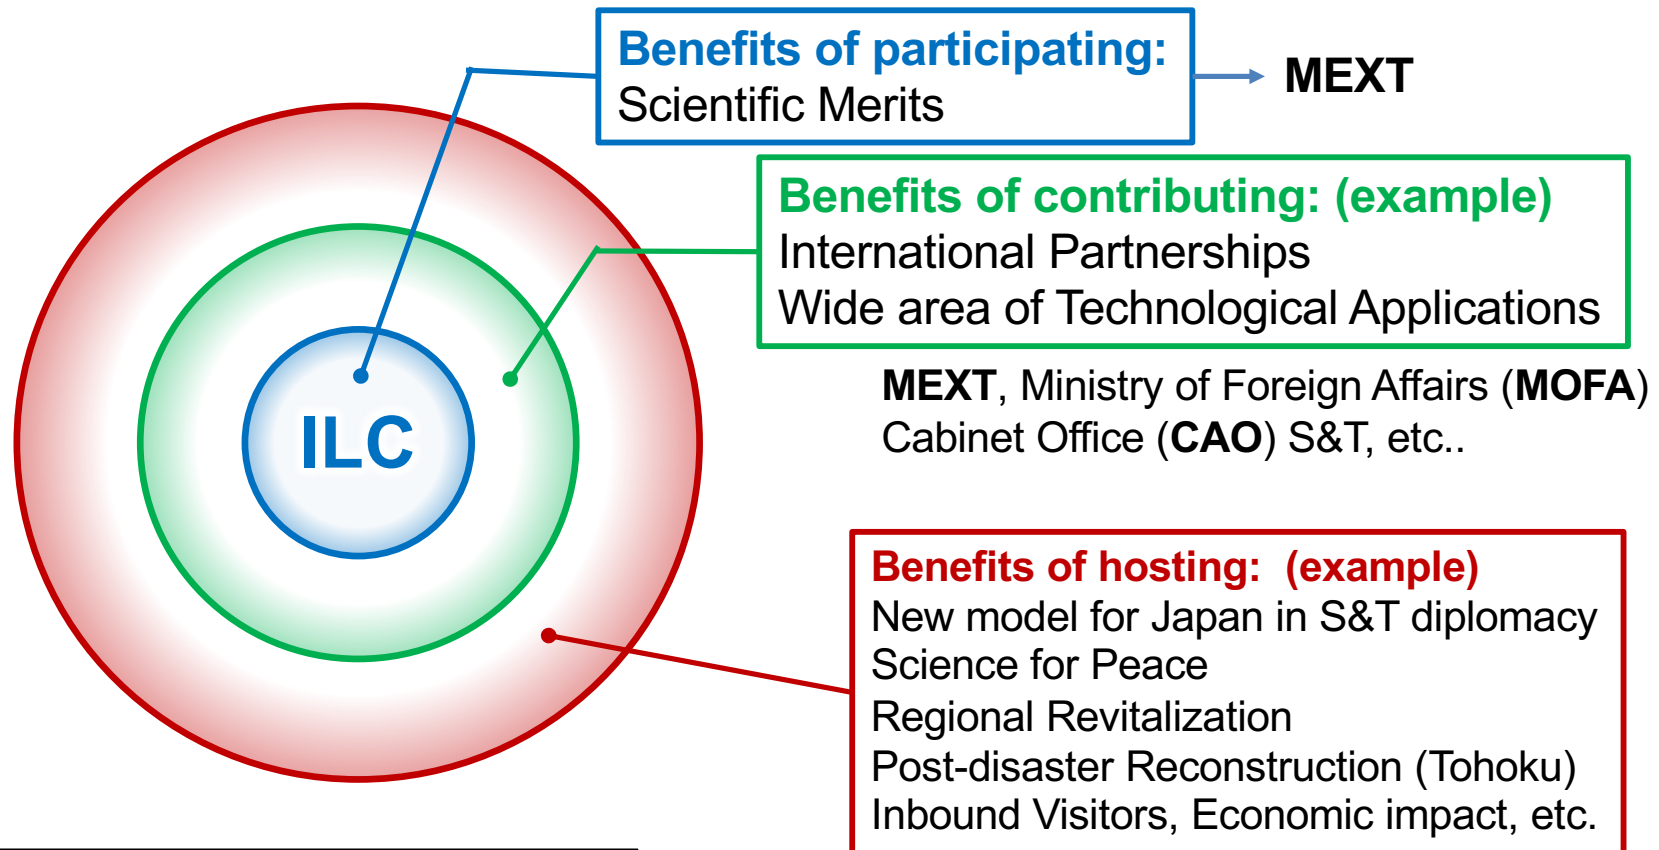 Benefits of participating:
Scientific Merits
MEXT
Benefits of contributing: (example)
International Partnerships
Wide area of Technological Applications
MEXT, Ministry of Foreign Affairs (MOFA)
Cabinet Office (CAO) S&T, etc..
ILC
Benefits of hosting:  (example)
New model for Japan in S&T diplomacy
Science for Peace
Regional Revitalization
Post-disaster Reconstruction (Tohoku)
Inbound Visitors, Economic impact, etc.